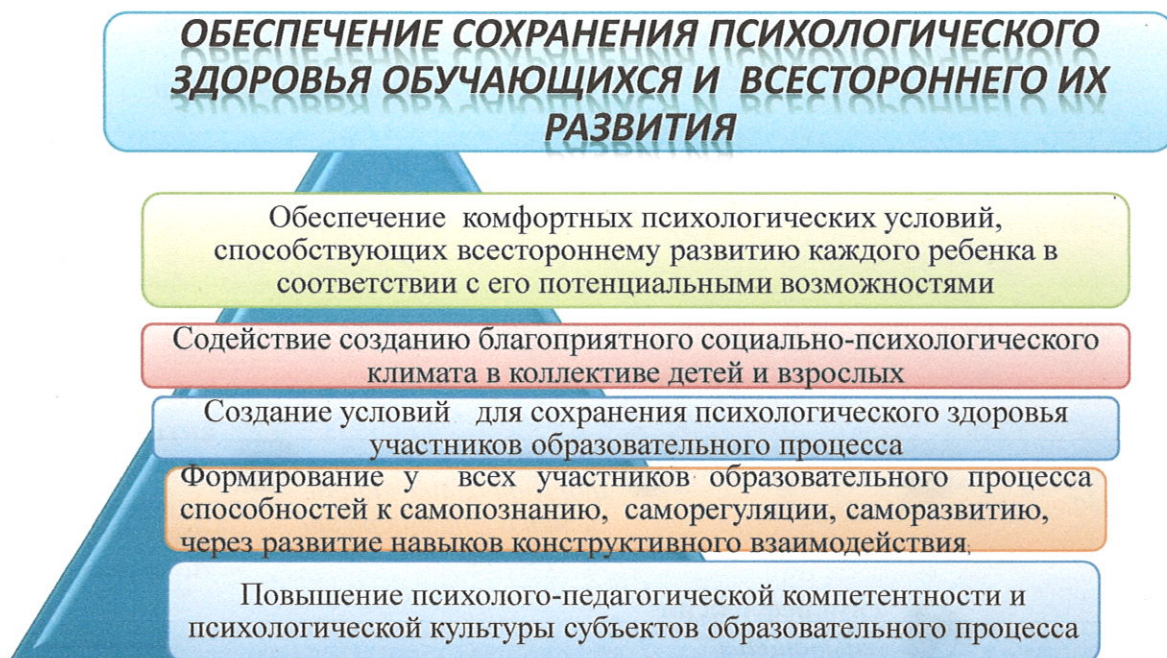 ОБЕСПЕЧЕНИЕ СОХРАНЕНИЯ ПСИХОЛОГИЧЕСКОГО
ЗДОРОВЬЯ ОБУЧАЮЩИХСЯ И ВСЕСТОРОННЕГО ИХ
РАЗВИТИЯ
Обеспечение комфортных психологических условий,
способствующих всестороннему развитию каждого ребенка в
соответствии с его потенциальными возможностями
Содействие созданию благоприятного социально-психологического
климата в коллективе детей и взрослых
Создание условий для сохранения психологического здоровья
участников образовательного процесса
Формирование у всех участников образовательного процесса
способностей к самопознанию, саморегуляции, саморазвитию,
через развитие навыков конструктивного взаимодействия;
Повышение психолого-педагогической компетентности и
психологической культуры субъектов образовательного процесса